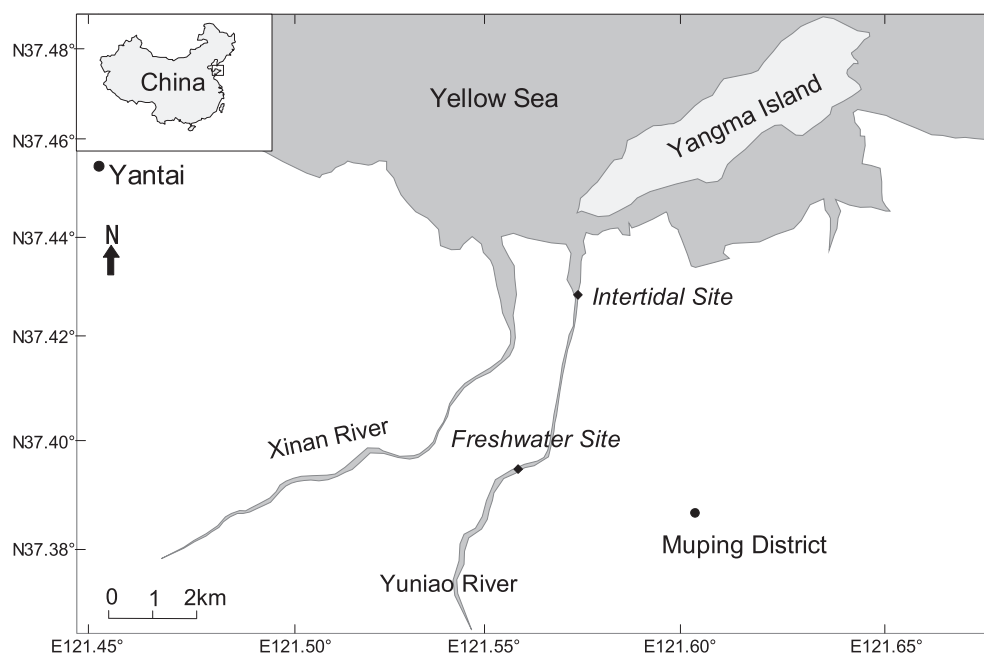 N37.48°
China
Yellow Sea
Yangma Island
N37.46°
Yantai
N37.44°
N
Intertidal Site
N37.42°
N37.40°
Xinan River
Freshwater Site
N37.38°
Muping District
Yuniao River
0 1 2km
E121.45° E121.50° E121.55° E121.60° E121.65°